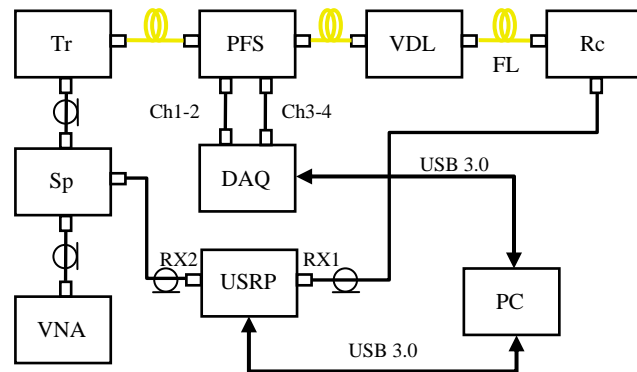 Tr
PFS
VDL
Rc
FL
Ch1-2
Ch3-4
Sp
DAQ
USB 3.0
RX2
USRP
RX1
PC
VNA
USB 3.0